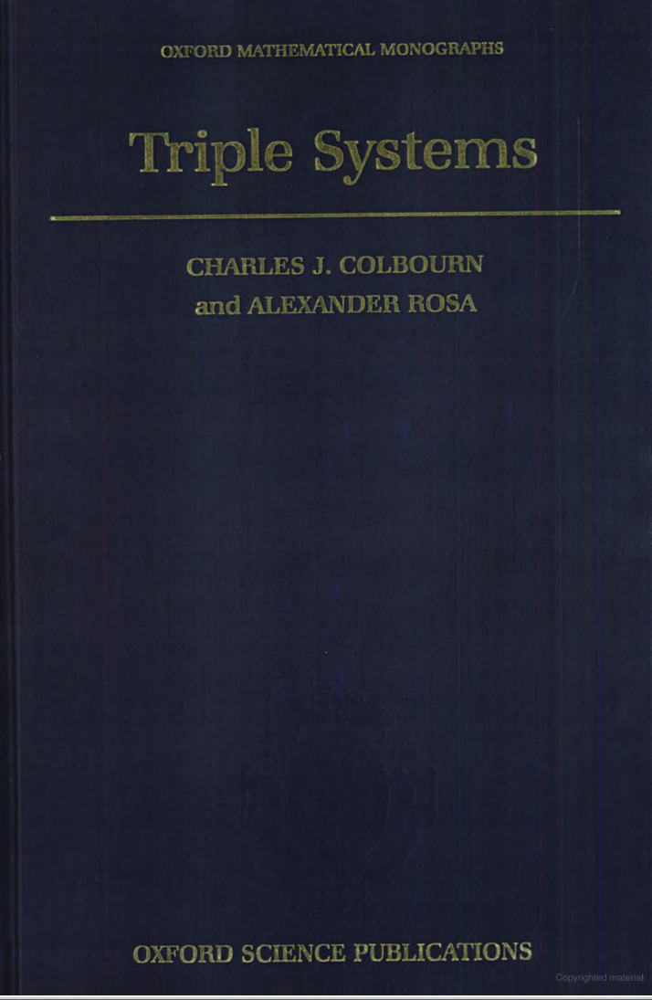 OXFORD MATHEMATICAL MONOGRAPHS
Triple Systems
CHARLES J. COLBOURN
and ALEXANDER ROSA
OXFORD SCIENCE PUBLICATIONS
Copyrighted material